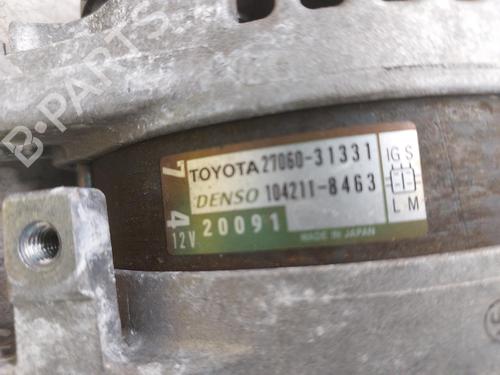 B-PARTS
7 TOYOTA 27060-31331 IG S
DENSO 104211-8463
4 L M
12V 20091 MADE IN JAPAN